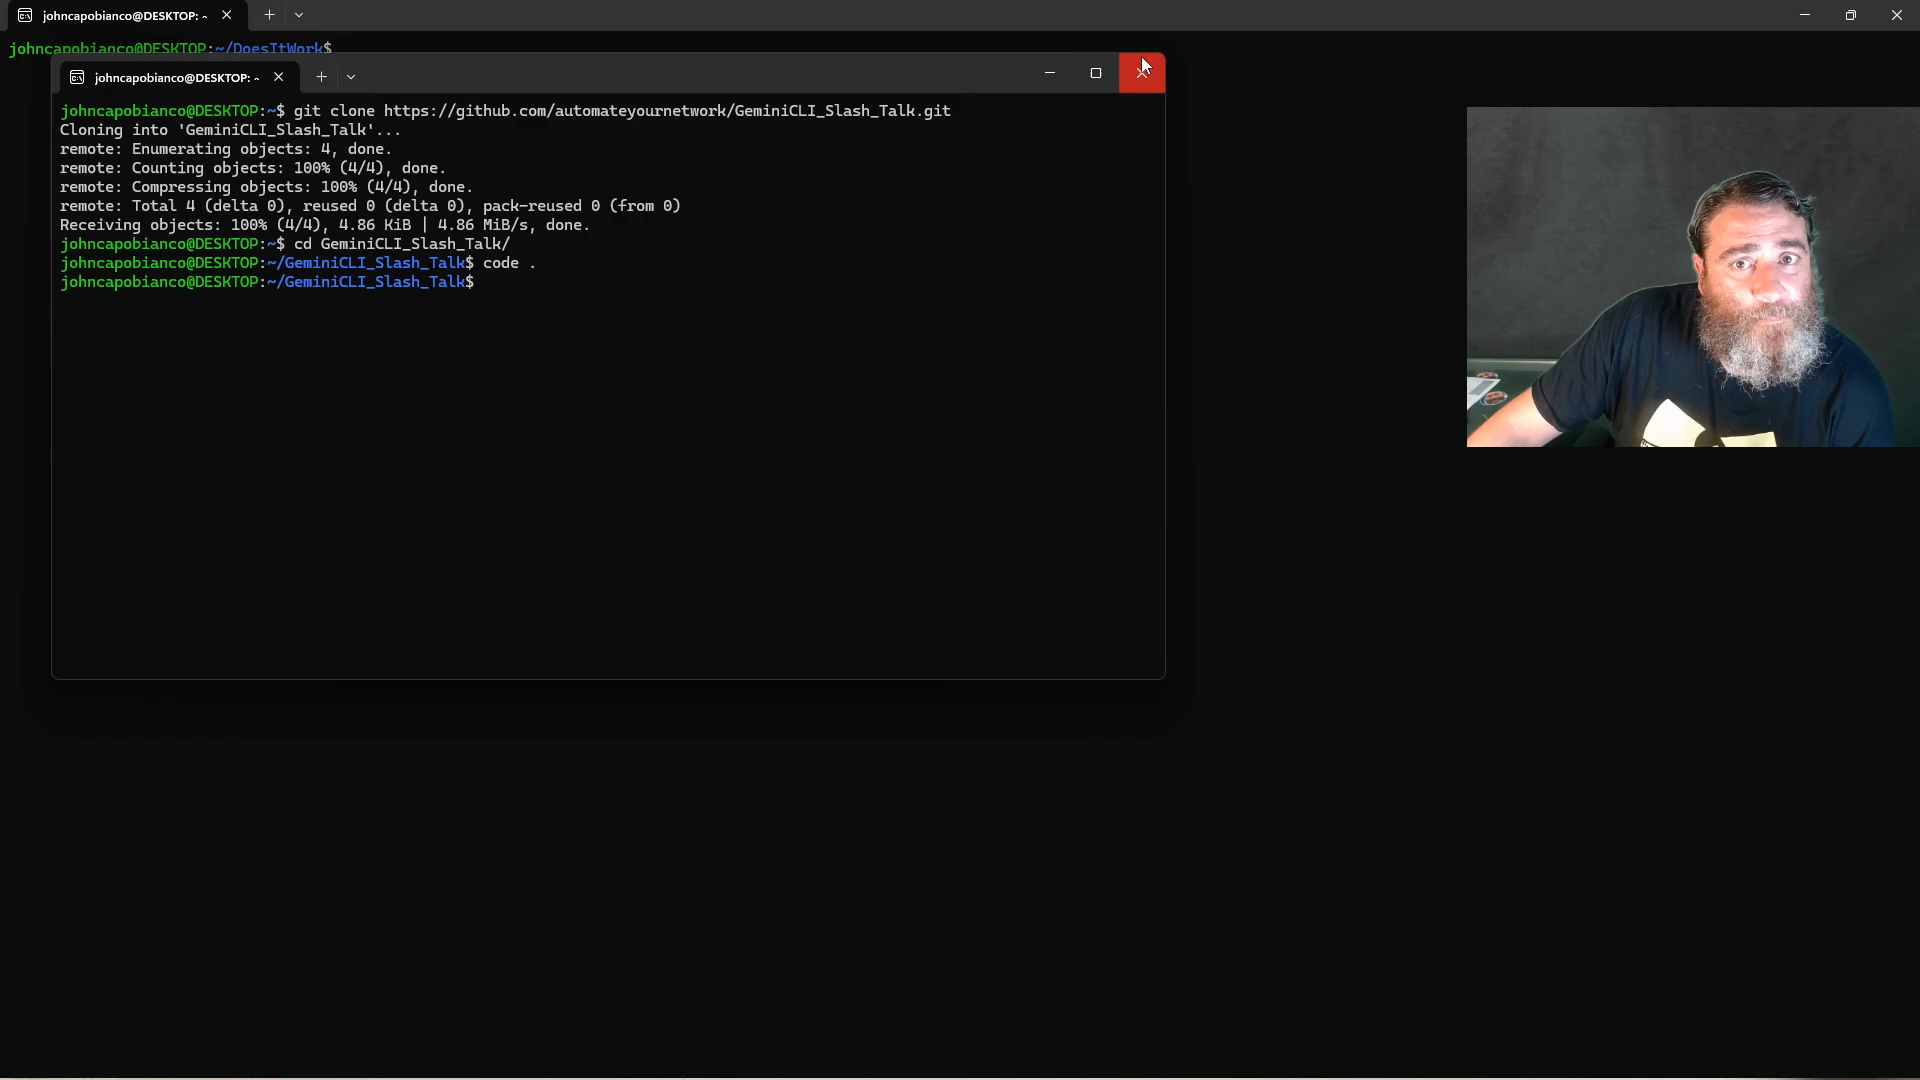 johncapobianco@DESKTOP: ~
johncapobianco@DESKTOP:~/DoesItWork$
johncapobianco@DESKTOP: ~
johncapobianco@DESKTOP:~$ git clone https://github.com/automateyournetwork/GeminiCLI_Slash_Talk.git
Cloning into 'GeminiCLI_Slash_Talk'...
remote: Enumerating objects: 4, done.
remote: Counting objects: 100% (4/4), done.
remote: Compressing objects: 100% (4/4), done.
remote: Total 4 (delta 0), reused 0 (delta 0), pack-reused 0 (from 0)
Receiving objects: 100% (4/4), 4.86 KiB | 4.86 MiB/s, done.
johncapobianco@DESKTOP:~$ cd GeminiCLI_Slash_Talk/
johncapobianco@DESKTOP:~/GeminiCLI_Slash_Talk$ code .
johncapobianco@DESKTOP:~/GeminiCLI_Slash_Talk$